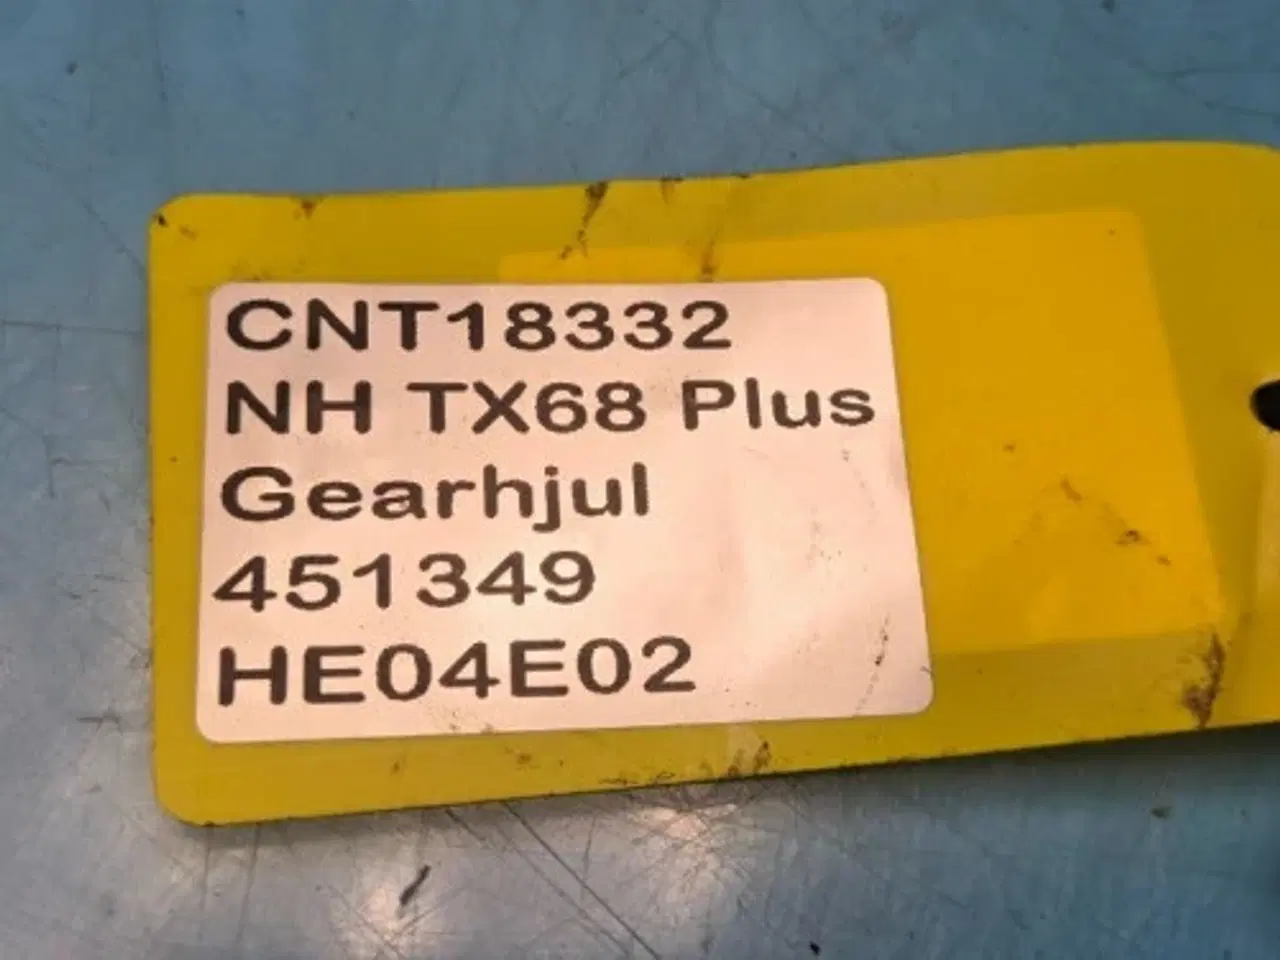 CNT18332
NH TX68 Plus
Gearhjul
451349
HE04E02